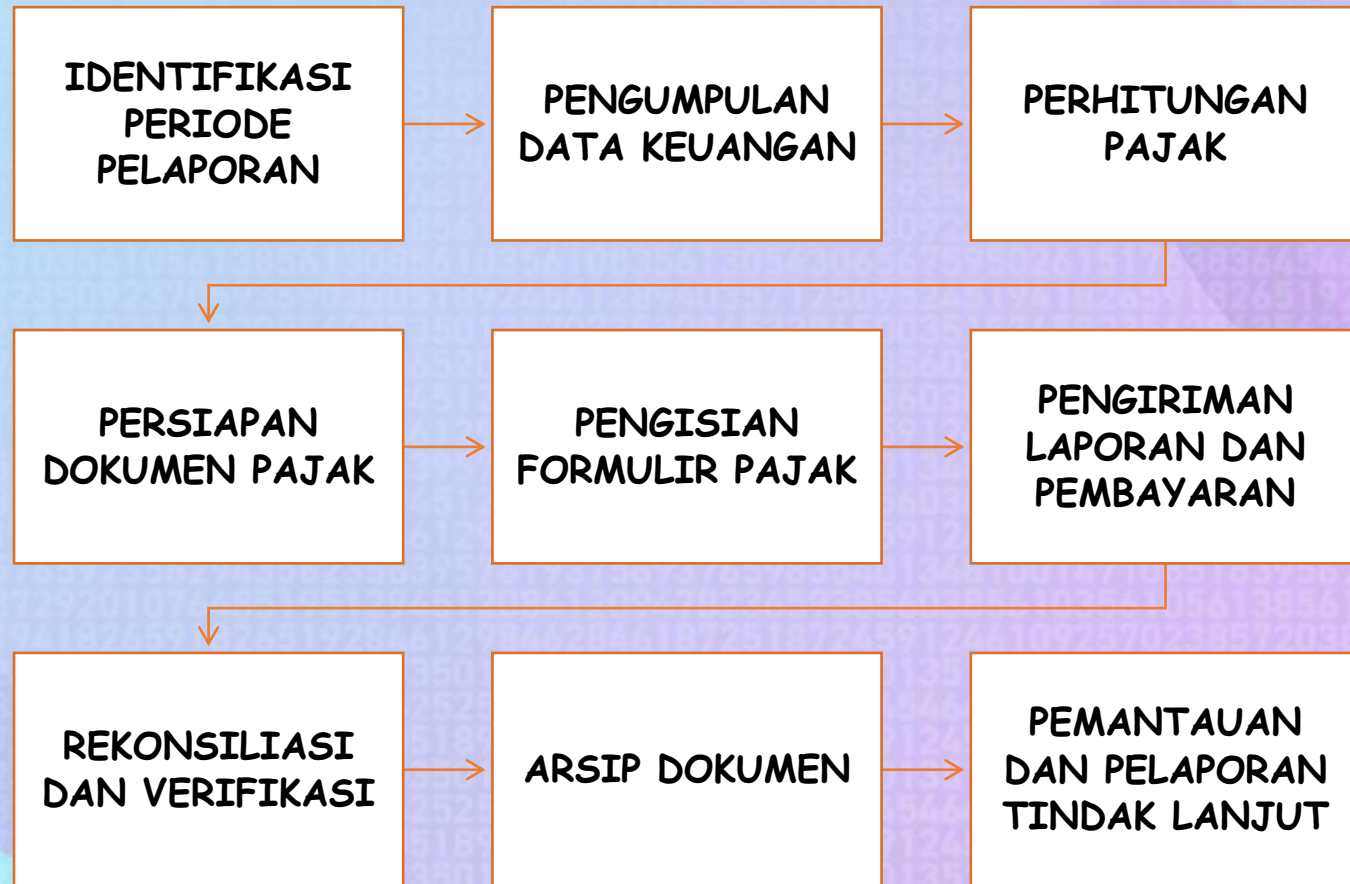 IDENTIFIKASI
PERIODE
PELAPORAN
PENGUMPULAN
DATA KEUANGAN
PERHITUNGAN
PAJAK
PERSIAPAN
DOKUMEN PAJAK
PENGISIAN
FORMULIR PAJAK
PENGIRIMAN
LAPORAN DAN
PEMBAYARAN
REKONSILIASI
DAN VERIFIKASI
ARSIP DOKUMEN
PEMANTAUAN
DAN PELAPORAN
TINDAK LANJUT